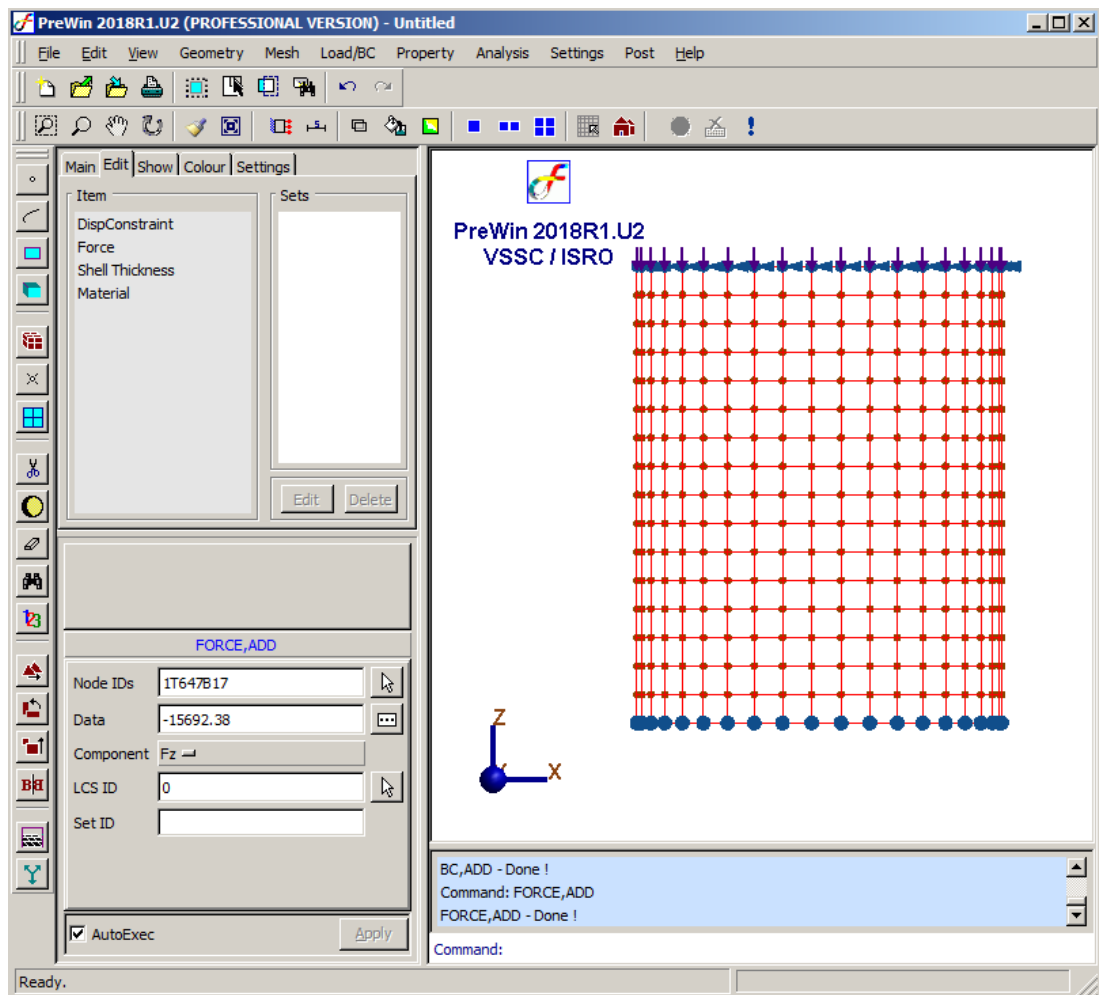 PreWin 2018R1.U2 (PROFESSIONAL VERSION) - Untitled
File Edit View Geometry Mesh Load/BC Property Analysis Settings Post Help
Main Edit Show Colour Settings
Item
Sets
DispConstraint
Force
Shell Thickness
Material
Edit Delete
FORCE,ADD
Node IDs 1T647B17
Data -15692.38
Component Fz
LCS ID 0
Set ID
AutoExec
Apply
PreWin 2018R1.U2
VSSC / ISRO
Z
Y
X
BC,ADD - Done !
Command: FORCE,ADD
FORCE,ADD - Done !
Command:
Ready.
123
B B